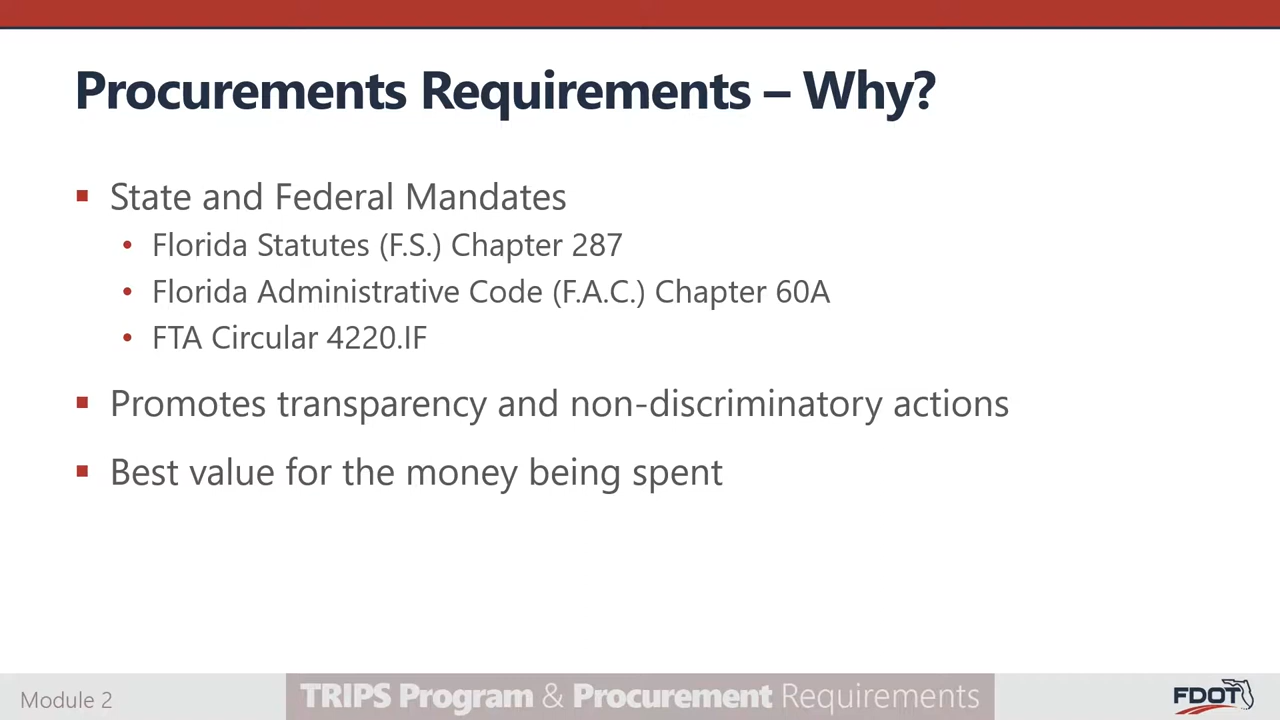 Procurements Requirements – Why?
State and Federal Mandates
Florida Statutes (F.S.) Chapter 287
Florida Administrative Code (F.A.C.) Chapter 60A
FTA Circular 4220.IF
Promotes transparency and non-discriminatory actions
Best value for the money being spent
Module 2
TRIPS Program & Procurement Requirements
FDOT